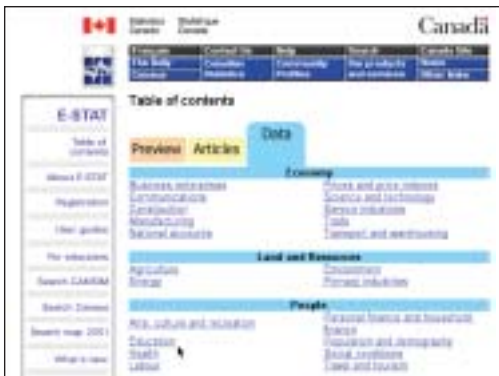 Statistics Canada Statistique Canada
Canada
Français Contact Us Help Search Canada Site
The Daily Canadian Statistics Community Profiles Our products and services Home
Census Other links
E-STAT
Table of contents
About E-STAT
Registration
User guides
For educators
Search CANSIM
Search Census
Search map 2001
What's new
Table of contents
Preview Articles Data
Economy
Business enterprises Prices and price indexes
Communications Science and technology
Construction Service industries
Manufacturing Trade
National accounts Transport and warehousing
Land and Resources
Agriculture Environment
Energy Primary industries
People
Arts, culture and recreation Personal finance and household finance
Education Population and demography
Health Social conditions
Labour Travel and tourism